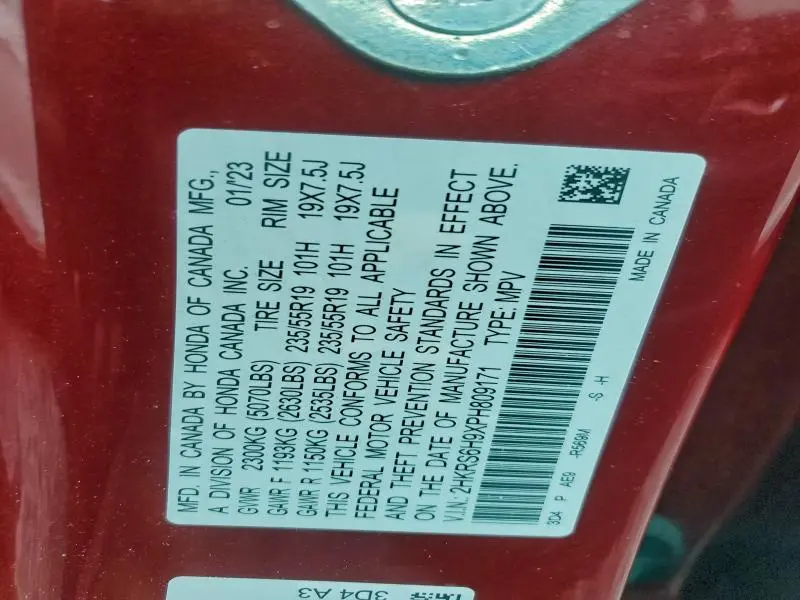 MFD. IN CANADA BY HONDA OF CANADA MFG.,
A DIVISION OF HONDA CANADA INC. 01/23
GVWR 2300KG (5070LBS) TIRE SIZE RIM SIZE
GAWR F 1193KG (2630LBS) 235/55R19 101H 19X7.5J
GAWR R 1150KG (2535LBS) 235/55R19 101H 19X7.5J
THIS VEHICLE CONFORMS TO ALL APPLICABLE
FEDERAL MOTOR VEHICLE SAFETY
AND THEFT PREVENTION STANDARDS IN EFFECT
ON THE DATE OF MANUFACTURE SHOWN ABOVE.
V.I.N: 2HKRS6H9XPH809171 TYPE: MPV
3D4 P AE9 -R569M -S -H
MADE IN CANADA
3D4 A3